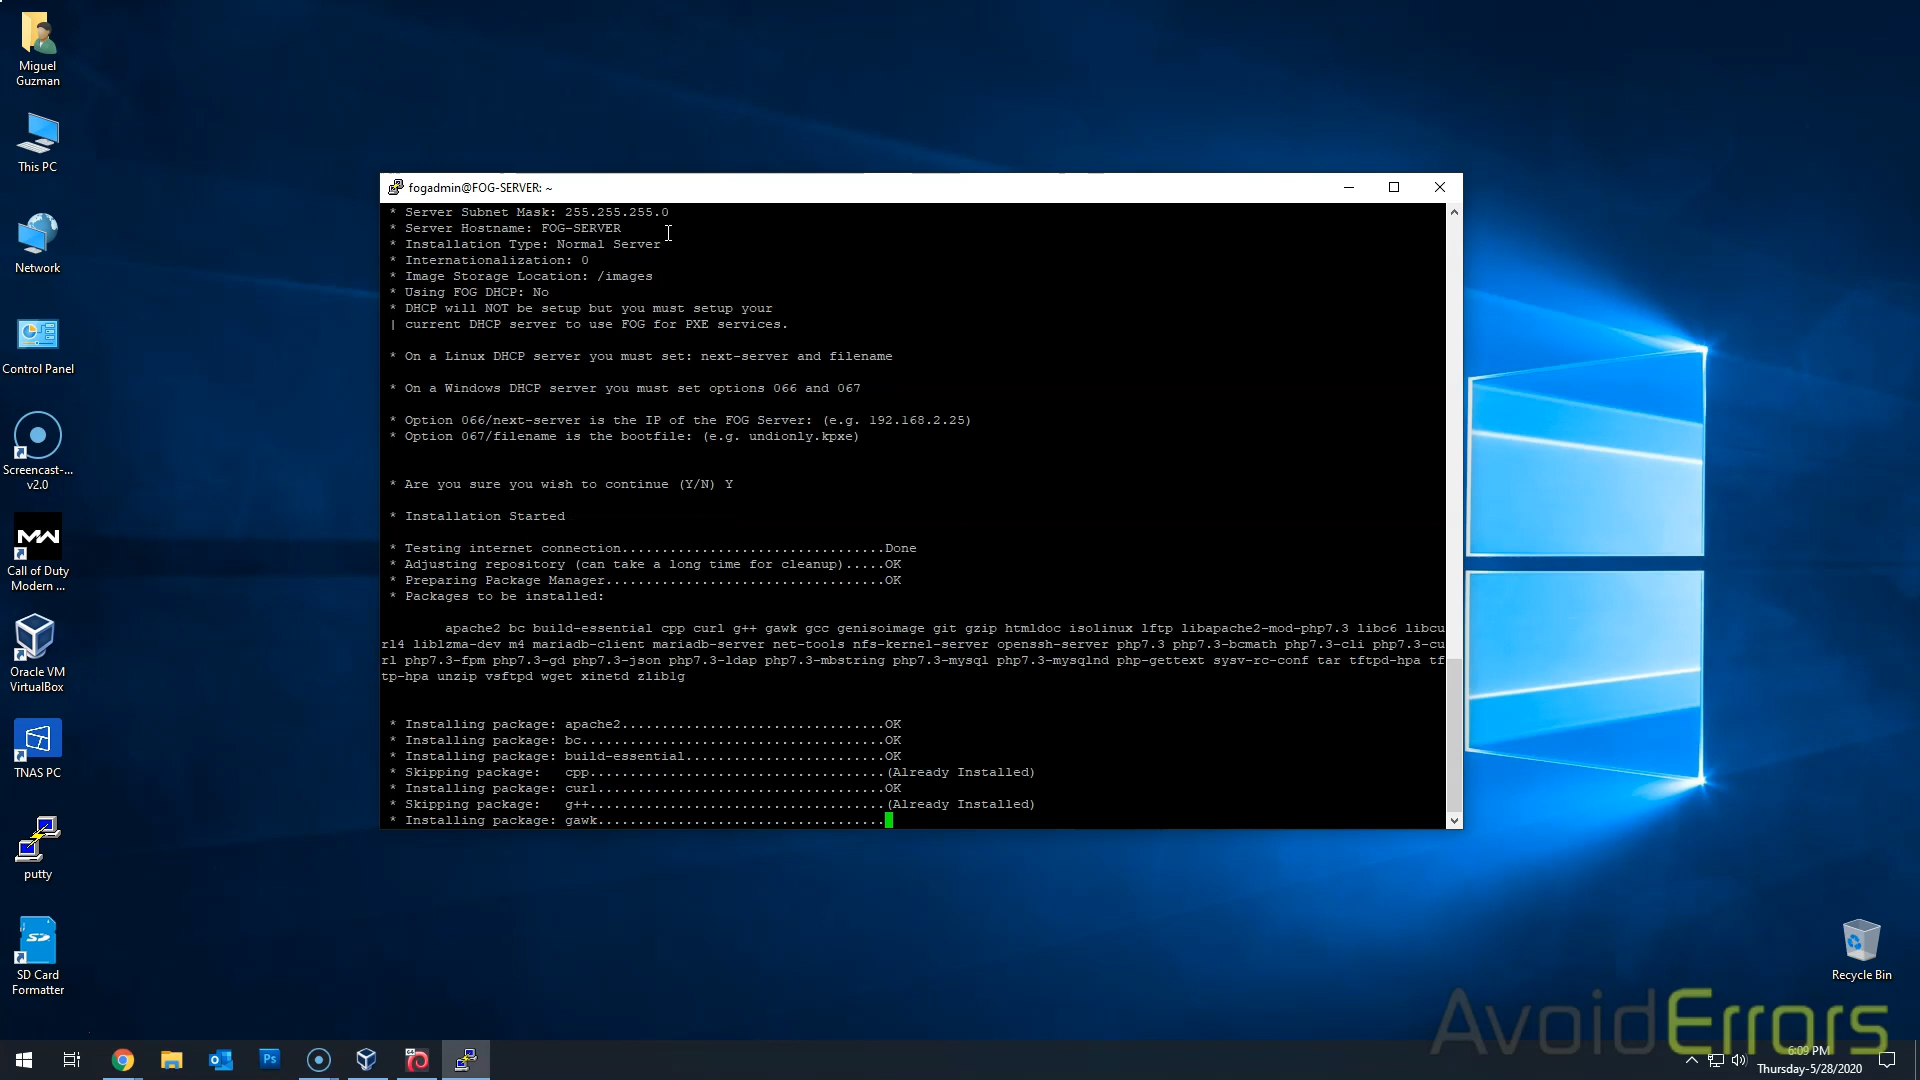 Miguel
Guzman
This PC
Network
Control Panel
Screencast-...
v2.0
MW
Call of Duty
Modern ...
Oracle VM
VirtualBox
TNAS PC
putty
SD Card
Formatter
fogadmin@FOG-SERVER: ~
* Server Subnet Mask: 255.255.255.0
* Server Hostname: FOG-SERVER
* Installation Type: Normal Server
* Internationalization: 0
* Image Storage Location: /images
* Using FOG DHCP: No
* DHCP will NOT be setup but you must setup your
| current DHCP server to use FOG for PXE services.
* On a Linux DHCP server you must set: next-server and filename
* On a Windows DHCP server you must set options 066 and 067
* Option 066/next-server is the IP of the FOG Server: (e.g. 192.168.2.25)
* Option 067/filename is the bootfile: (e.g. undionly.kpxe)
* Are you sure you wish to continue (Y/N) Y
* Installation Started
* Testing internet connection.................................Done
* Adjusting repository (can take a long time for cleanup).....OK
* Preparing Package Manager...................................OK
* Packages to be installed:
apache2 bc build-essential cpp curl g++ gawk gcc genisoimage git gzip htmldoc isolinux lftp libapache2-mod-php7.3 libc6 libcu
rl4 liblzma-dev m4 mariadb-client mariadb-server net-tools nfs-kernel-server openssh-server php7.3 php7.3-bcmath php7.3-cli php7.3-cu
rl php7.3-fpm php7.3-gd php7.3-json php7.3-ldap php7.3-mbstring php7.3-mysql php7.3-mysqlnd php-gettext sysv-rc-conf tar tftpd-hpa tf
tp-hpa unzip vsftpd wget xinetd zlib1g
* Installing package: apache2.................................OK
* Installing package: bc......................................OK
* Installing package: build-essential.........................OK
* Skipping package:   cpp.....................................(Already Installed)
* Installing package: curl....................................OK
* Skipping package:   g++.....................................(Already Installed)
* Installing package: gawk....................................
Recycle Bin
AvoidErrors
Ps
6:09 PM
Thursday-5/28/2020